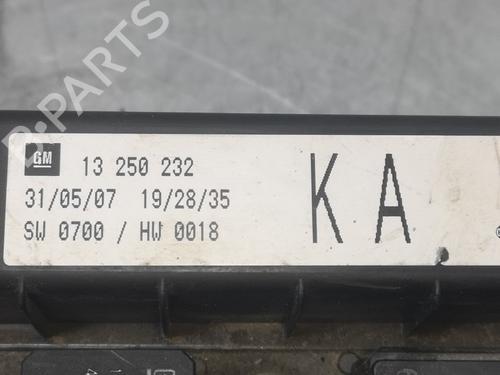 B-PARTS
GM 13 250 232
31/05/07 19/28/35
SW 0700 / HW 0018
KA